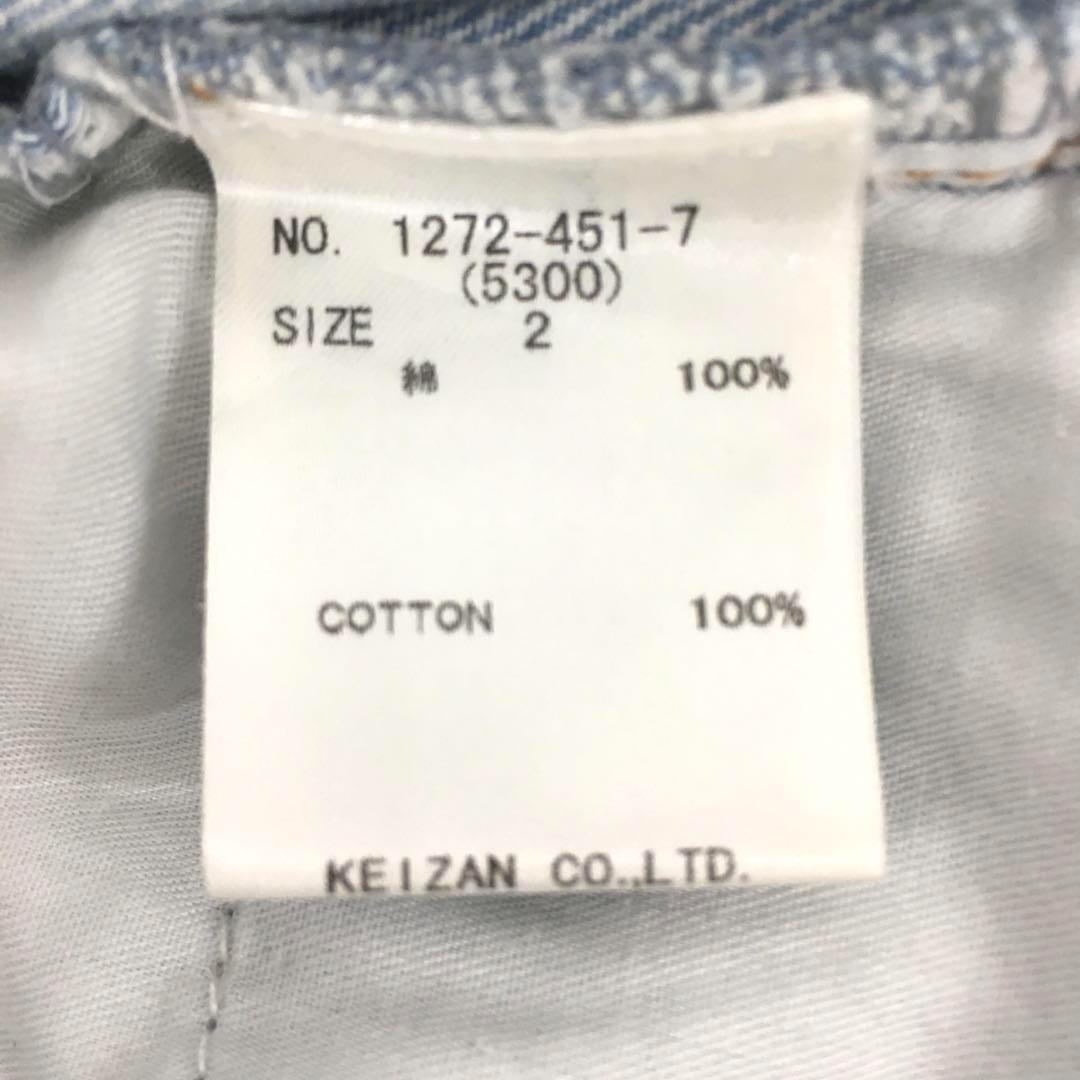 NO. 1272-451-7
(5300)
SIZE 2
綿 100%
COTTON 100%
KEIZAN CO.,LTD.